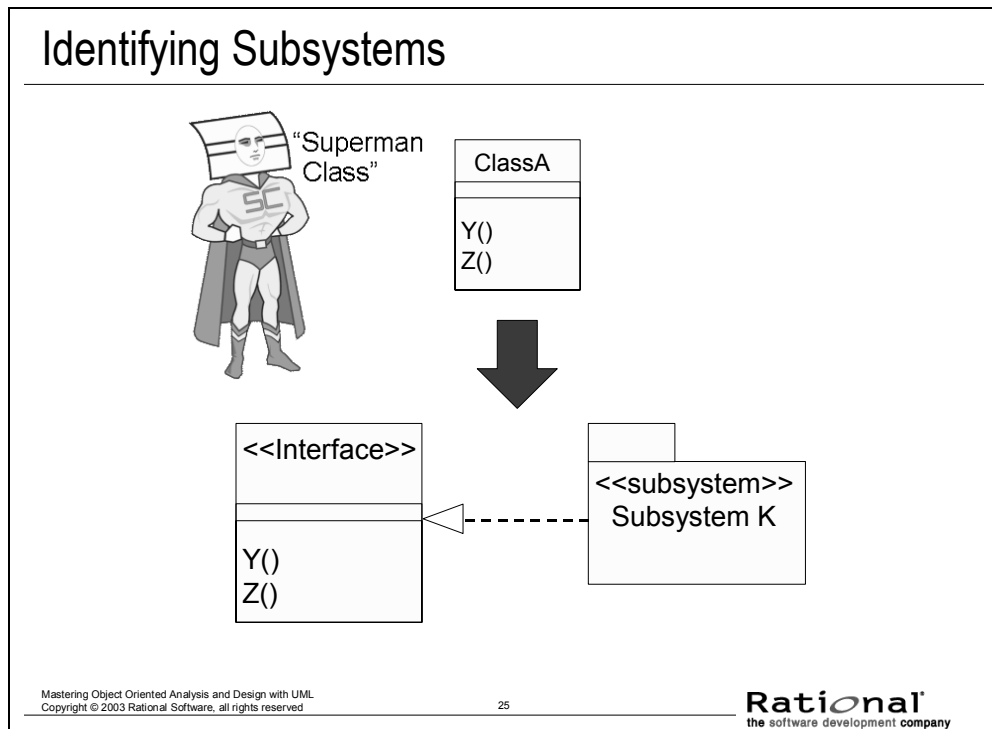 Identifying Subsystems
“Superman
Class”
SC
ClassA
Y()
Z()
<<Interface>>
Y()
Z()
<<subsystem>>
Subsystem K
Mastering Object Oriented Analysis and Design with UML
Copyright © 2003 Rational Software, all rights reserved
25
Rational
the software development company